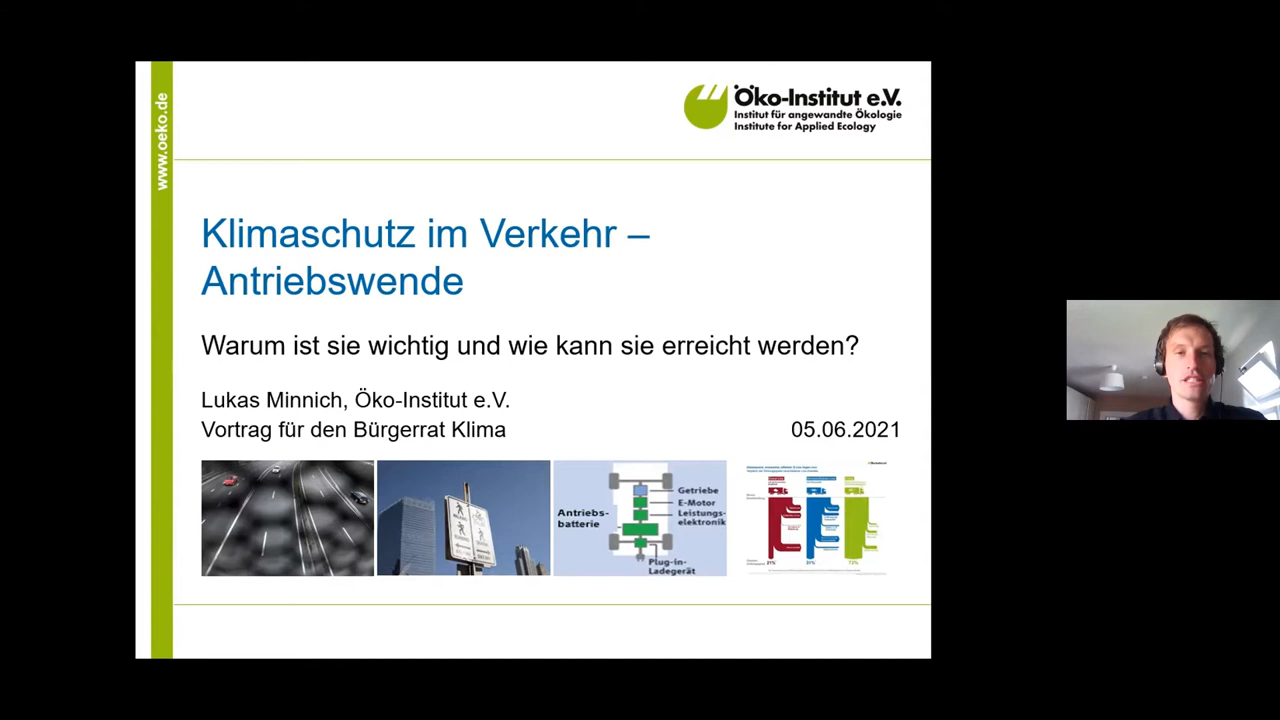 www.oeko.de
Öko-Institut e.V.
Institut für angewandte Ökologie
Institute for Applied Ecology
Klimaschutz im Verkehr –
Antriebswende
Warum ist sie wichtig und wie kann sie erreicht werden?
Lukas Minnich, Öko-Institut e.V.
Vortrag für den Bürgerrat Klima
05.06.2021
Getriebe
E-Motor
Leistungs-
elektronik
Antriebs-
batterie
Plug-in-
Ladegerät